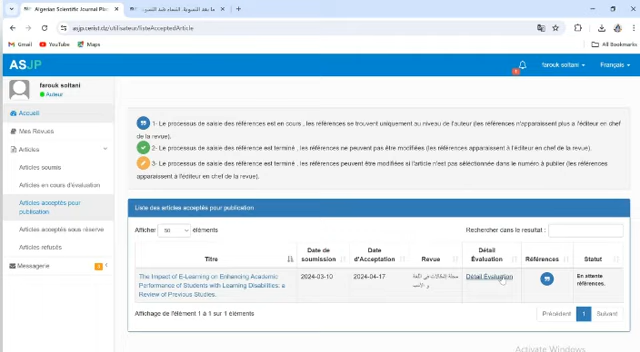 Algerian Scientific Journal Plat
ما بعد التسوية: الشتاء ضد التسو
asjp.cerist.dz/utilisateur/listeAcceptedArticle
Gmail YouTube Maps All Bookmarks
ASJP farouk soltani Français
farouk soltani
Auteur
Accueil
Mes Revues
Articles
Articles soumis
Articles en cours d'évaluation
Articles acceptés pour
publication
Articles acceptés sous réserve
Articles refusés
Messagerie
1- Le processus de saisie des références est en cours , les références se trouvent uniquement au niveau de l'auteur (les références n'apparaissent plus a l'éditeur en chef
de la revue).
2- Le processus de saisie des références est terminé , les références ne peuvent pas être modifiées (les références apparaissent à l'éditeur en chef de la revue).
3- Le processus de saisie des références est terminé , les références peuvent être modifiées si l'article n'est pas sélectionnée dans le numéro à publier (les références
apparaissent à l'éditeur en chef de la revue).
Liste des articles acceptés pour publication
Afficher 50 éléments Rechercher dans le resultat :
Titre Date de soumission Date d'Acceptation Revue Détail Évaluation Références Statut
The Impact of E-Learning on Enhancing Academic 2024-03-10 2024-04-17 Détail Evaluation En attente
Performance of Students with Learning Disabilities: a références.
Review of Previous Studies.
Affichage de l'élément 1 à 1 sur 1 éléments Précédent 1 Suivant
Activate Windows